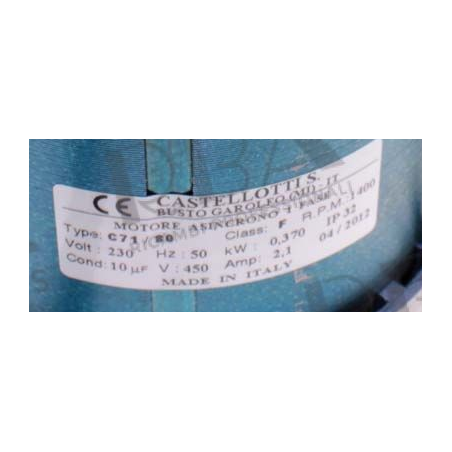 CE CASTELLOTTI S.
BUSTO GAROLFO (MI) - IT
MOTORE ASINCRONO 1 FASE
Type: C71 Class: F R.P.M. 1400
Volt: 230 Hz: 50 kW: 0,370 IP 32
Cond: 10 µF V: 450 Amp: 2,1 04/2012
MADE IN ITALY